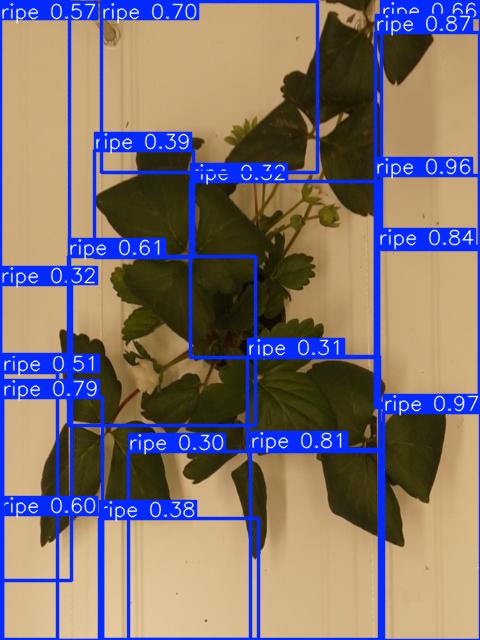 ripe 0.57
ripe 0.70
ripe 0.66
ripe 0.87
ripe 0.39
ripe 0.32
ripe 0.96
ripe 0.61
ripe 0.84
ripe 0.32
ripe 0.31
ripe 0.51
ripe 0.79
ripe 0.97
ripe 0.30
ripe 0.81
ripe 0.60
ripe 0.38